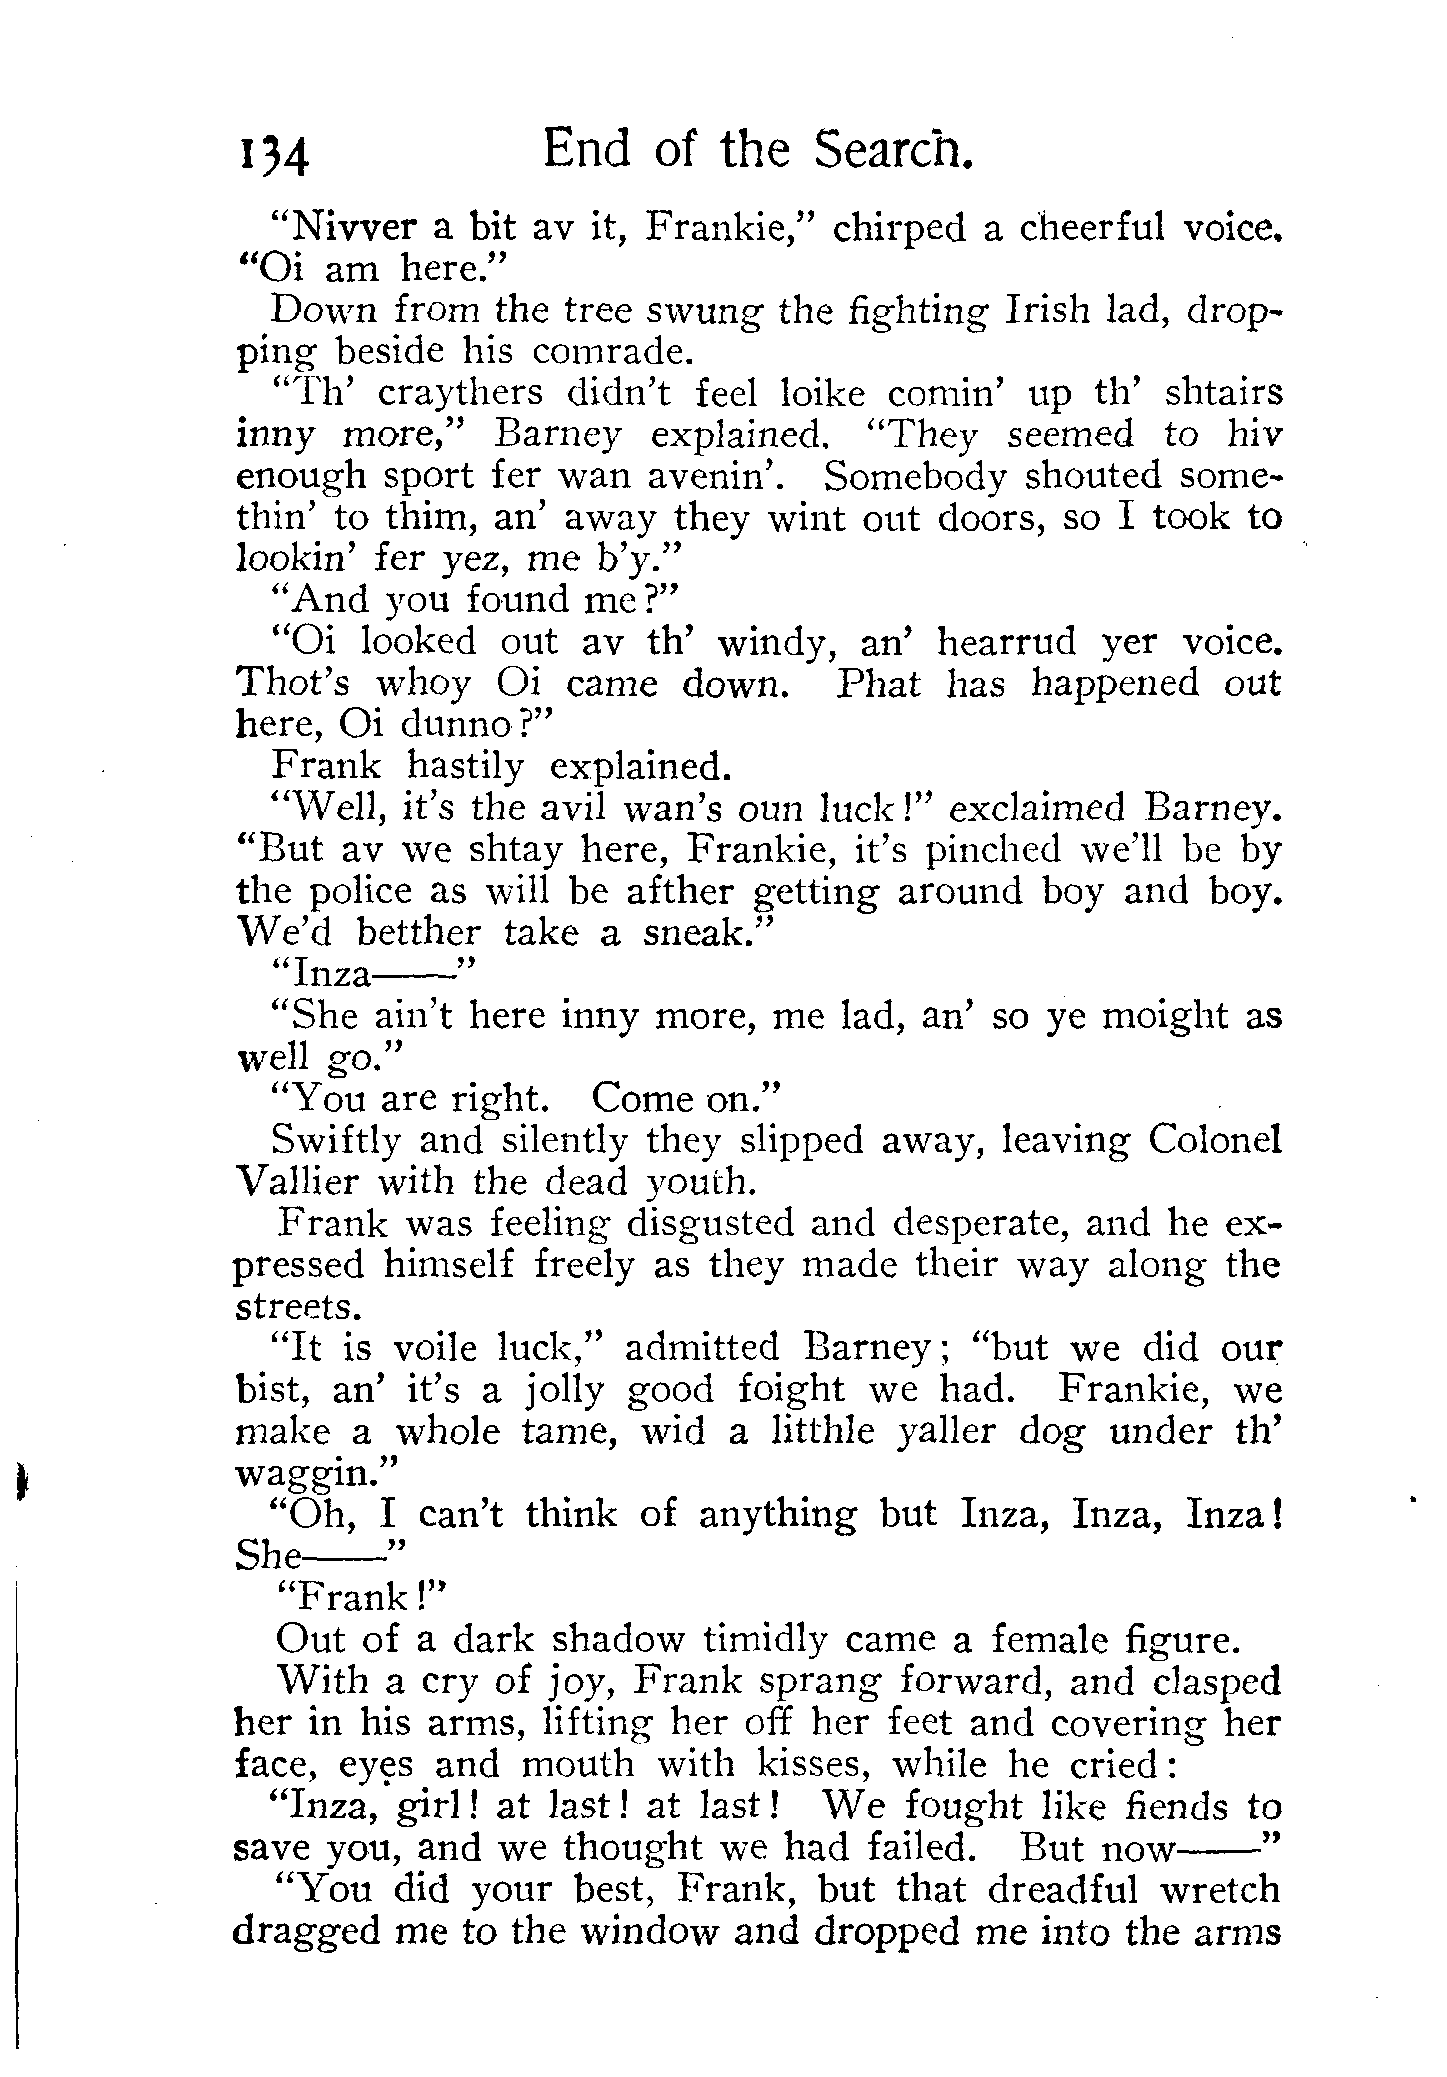 134 End of the Search.
“Nivver a bit av it, Frankie,” chirped a cheerful voice.
“Oi am here.”
Down from the tree swung the fighting Irish lad, drop-
ping beside his comrade.
“Th’ craythers didn’t feel loike comin’ up th’ shtairs
inny more,” Barney explained. “They seemed to hiv
enough sport fer wan avenin’. Somebody shouted some-
thin’ to thim, an’ away they wint out doors, so I took to
lookin’ fer yez, me b’y.”
“And you found me?”
“Oi looked out av th’ windy, an’ hearrud yer voice.
Thot’s whoy Oi came down. Phat has happened out
here, Oi dunno?”
Frank hastily explained.
“Well, it’s the avil wan’s oun luck!” exclaimed Barney.
“But av we shtay here, Frankie, it’s pinched we’ll be by
the police as will be afther getting around boy and boy.
We’d betther take a sneak.”
“Inza——”
“She ain’t here inny more, me lad, an’ so ye moight as
well go.”
“You are right. Come on.”
Swiftly and silently they slipped away, leaving Colonel
Vallier with the dead youth.
Frank was feeling disgusted and desperate, and he ex-
pressed himself freely as they made their way along the
streets.
“It is voile luck,” admitted Barney; “but we did our
bist, an’ it’s a jolly good foight we had. Frankie, we
make a whole tame, wid a litthle yaller dog under th’
waggin.”
“Oh, I can’t think of anything but Inza, Inza, Inza!
She——”
“Frank!”
Out of a dark shadow timidly came a female figure.
With a cry of joy, Frank sprang forward, and clasped
her in his arms, lifting her off her feet and covering her
face, eyes and mouth with kisses, while he cried:
“Inza, girl! at last! at last! We fought like fiends to
save you, and we thought we had failed. But now——”
“You did your best, Frank, but that dreadful wretch
dragged me to the window and dropped me into the arms